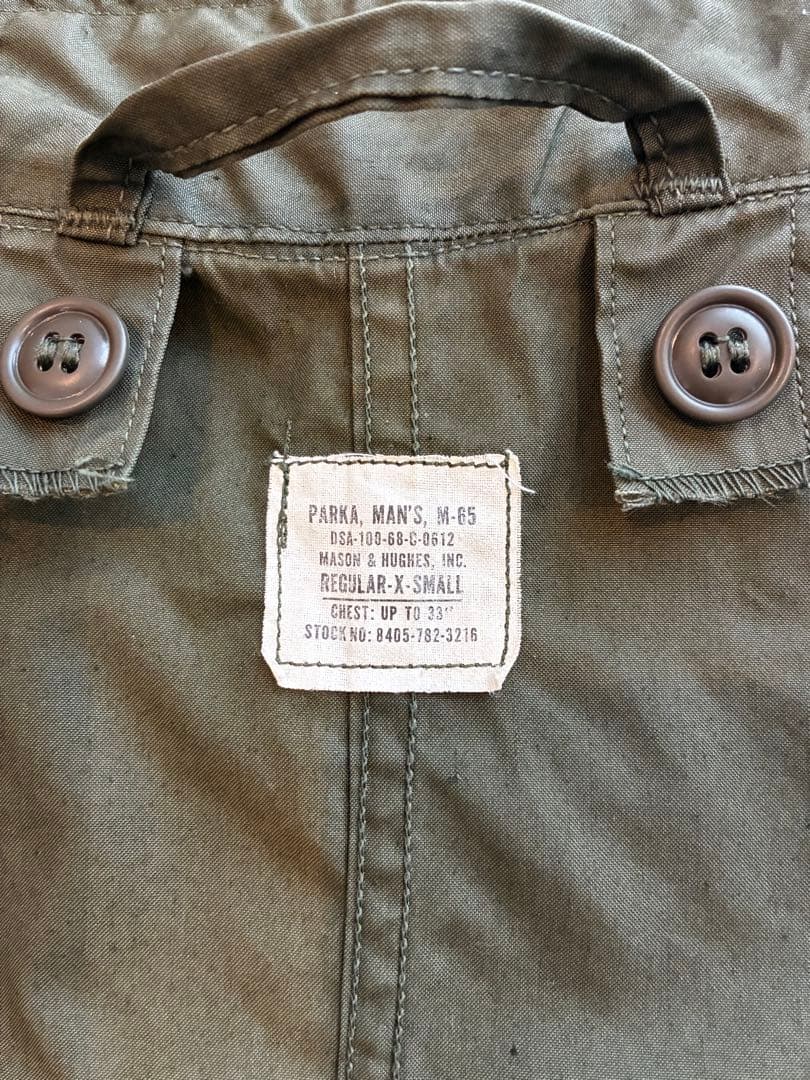 PARKA, MAN'S, M-65
DSA-100-68-C-0612
MASON & HUGHES, INC.
REGULAR-X-SMALL
CHEST: UP TO 33"
STOCK NO: 8405-782-3216